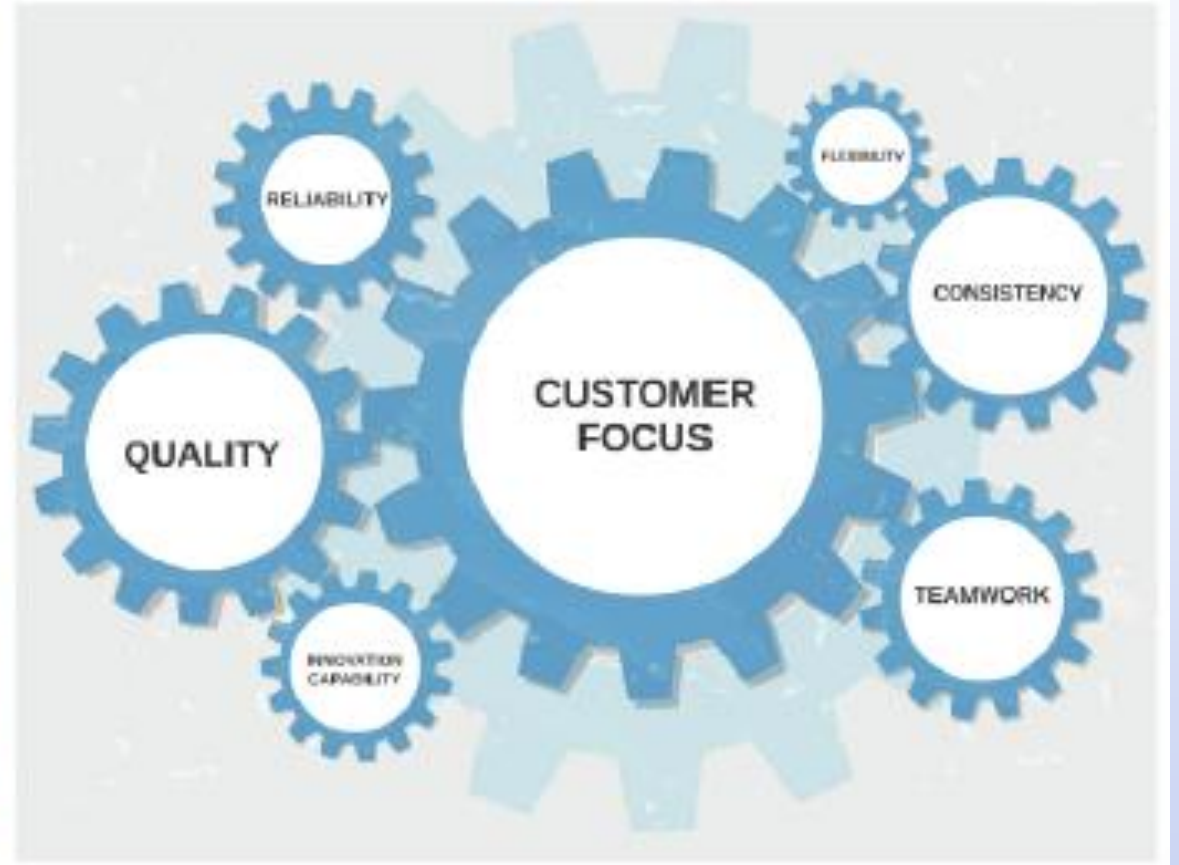 FLEXIBILITY
RELIABILITY
CONSISTENCY
CUSTOMER
FOCUS
QUALITY
TEAMWORK
INNOVATION
CAPABILITY